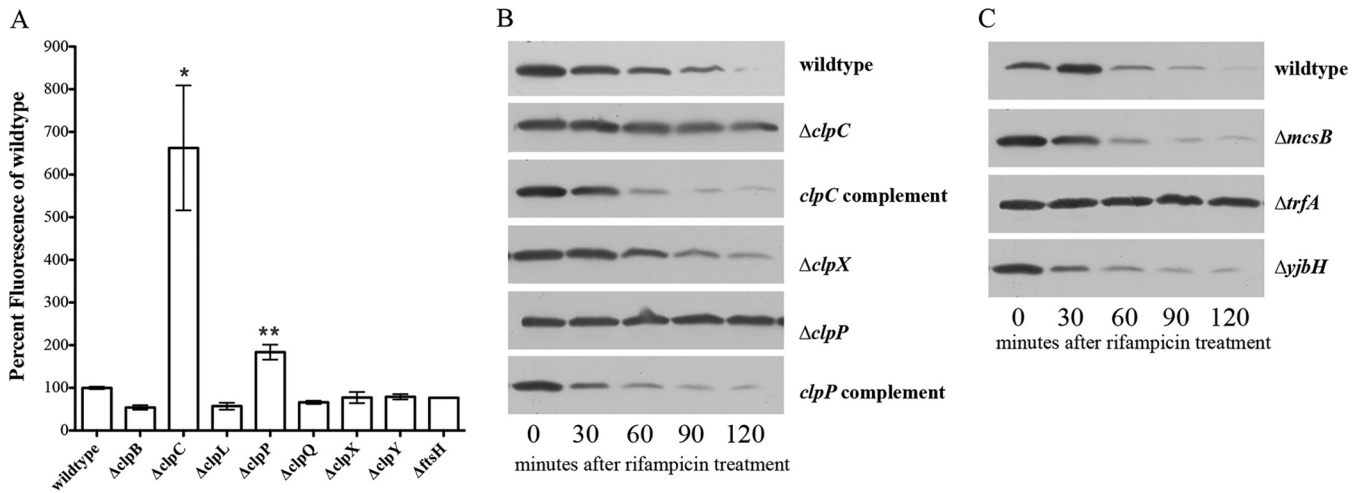 A
Percent Fluorescence of wildtype
900
800
700
600
500
400
300
200
100
0
*
**
wildtype
ΔclpB
ΔclpC
ΔclpL
ΔclpP
ΔclpQ
ΔclpX
ΔclpY
ΔftsH
B
wildtype
ΔclpC
clpC complement
ΔclpX
ΔclpP
clpP complement
0 30 60 90 120
minutes after rifampicin treatment
C
wildtype
ΔmcsB
ΔtrfA
ΔyjbH
0 30 60 90 120
minutes after rifampicin treatment